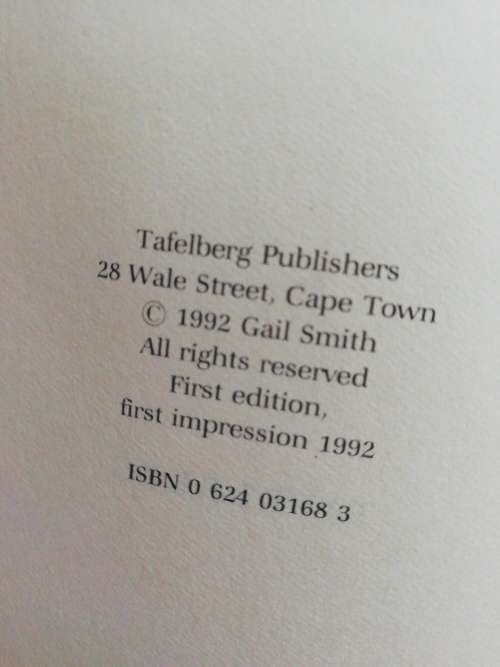 Tafelberg Publishers
28 Wale Street, Cape Town
© 1992 Gail Smith
All rights reserved
First edition,
first impression 1992
ISBN 0 624 03168 3